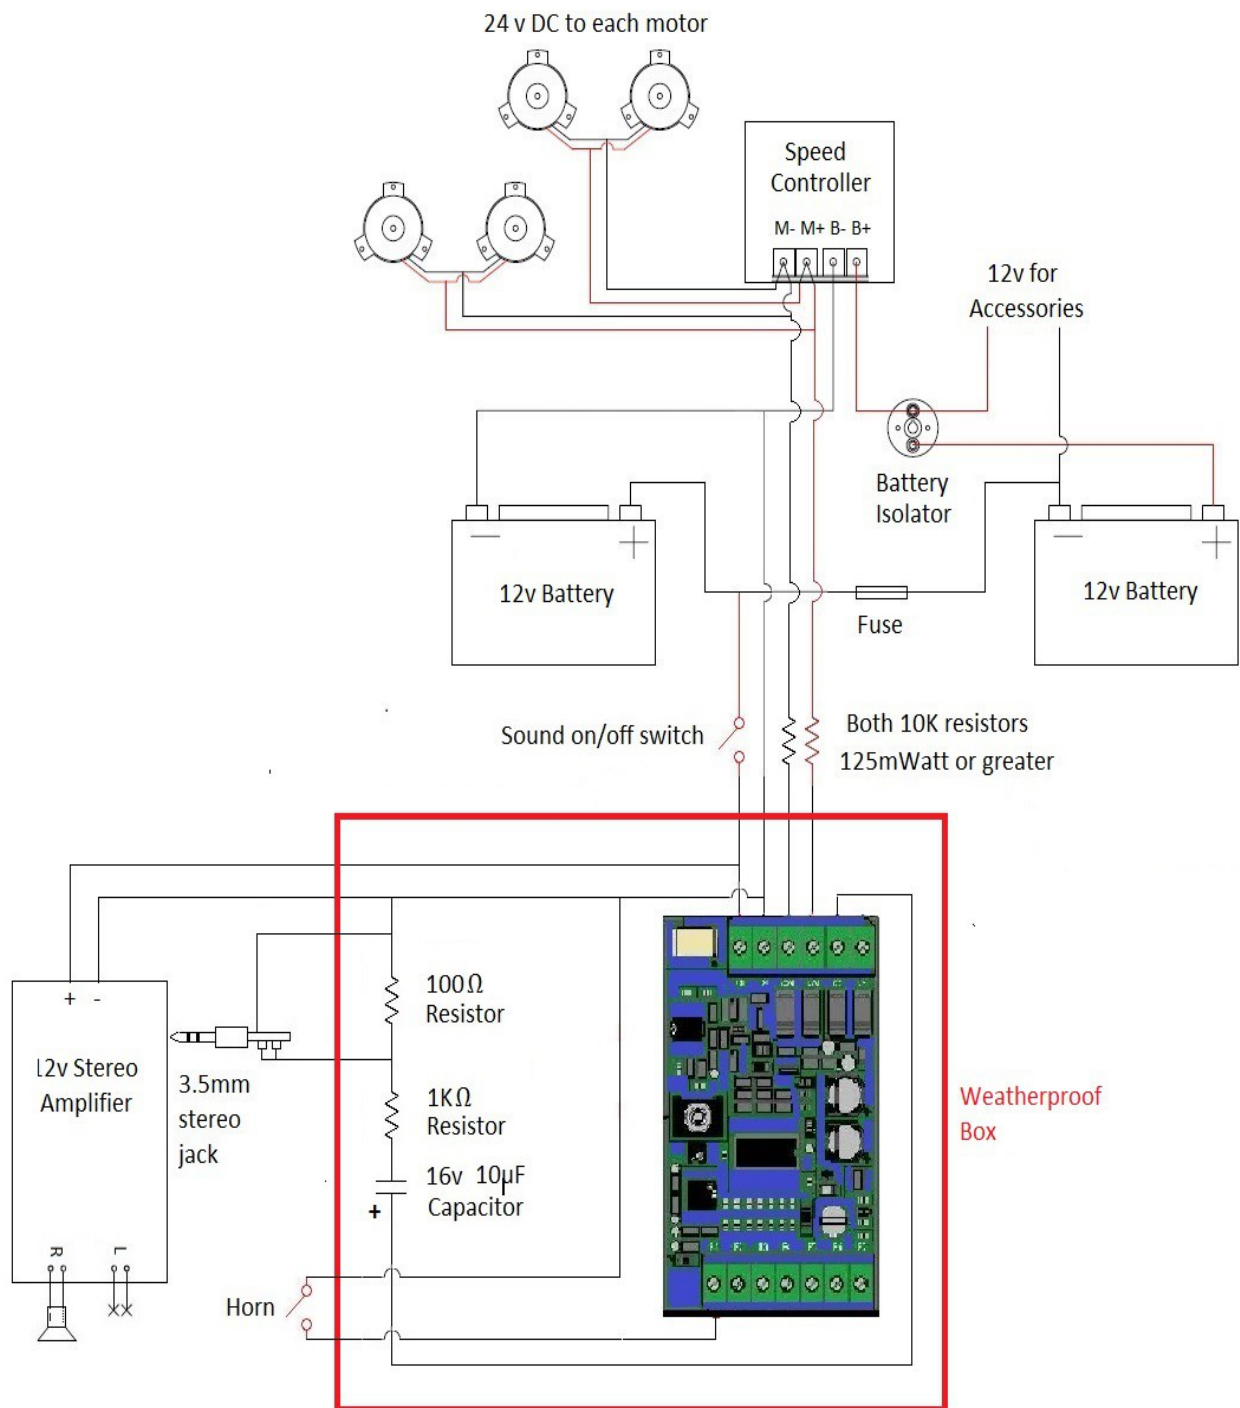 24 v DC to each motor
Speed
Controller
M- M+ B- B+
12v for
Accessories
Battery
Isolator
12v Battery
12v Battery
Fuse
Sound on/off switch
Both 10K resistors
125mWatt or greater
+ -
12v Stereo
Amplifier
3.5mm
stereo
jack
100Ω
Resistor
1KΩ
Resistor
16v 10µF
Capacitor
+
R L
Horn
Weatherproof
Box